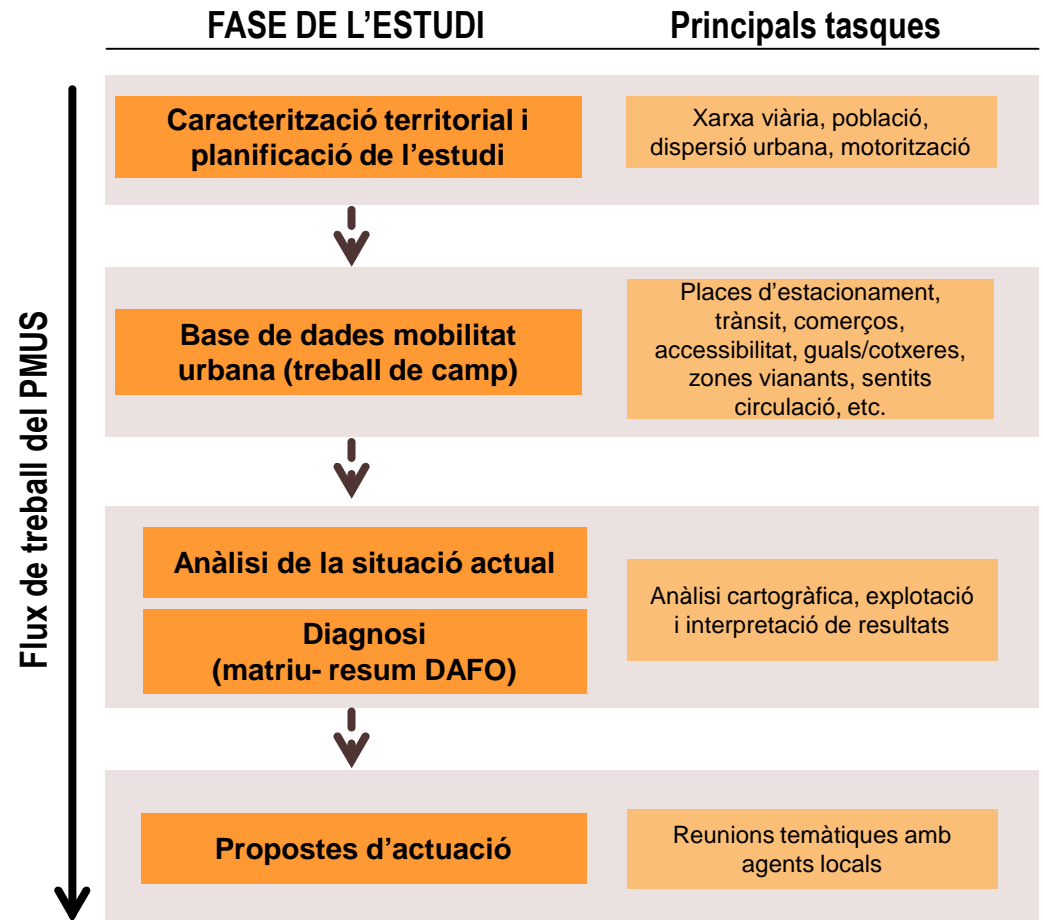 FASE DE L’ESTUDI
Principals tasques
Flux de treball del PMUS
Caracterització territorial i
planificació de l’estudi
Xarxa viària, població,
dispersió urbana, motorització
Base de dades mobilitat
urbana (treball de camp)
Places d’estacionament,
trànsit, comerços,
accessibilitat, guals/cotxeres,
zones vianants, sentits
circulació, etc.
Anàlisi de la situació actual
Diagnosi
(matriu- resum DAFO)
Anàlisi cartogràfica, explotació
i interpretació de resultats
Propostes d’actuació
Reunions temàtiques amb
agents locals